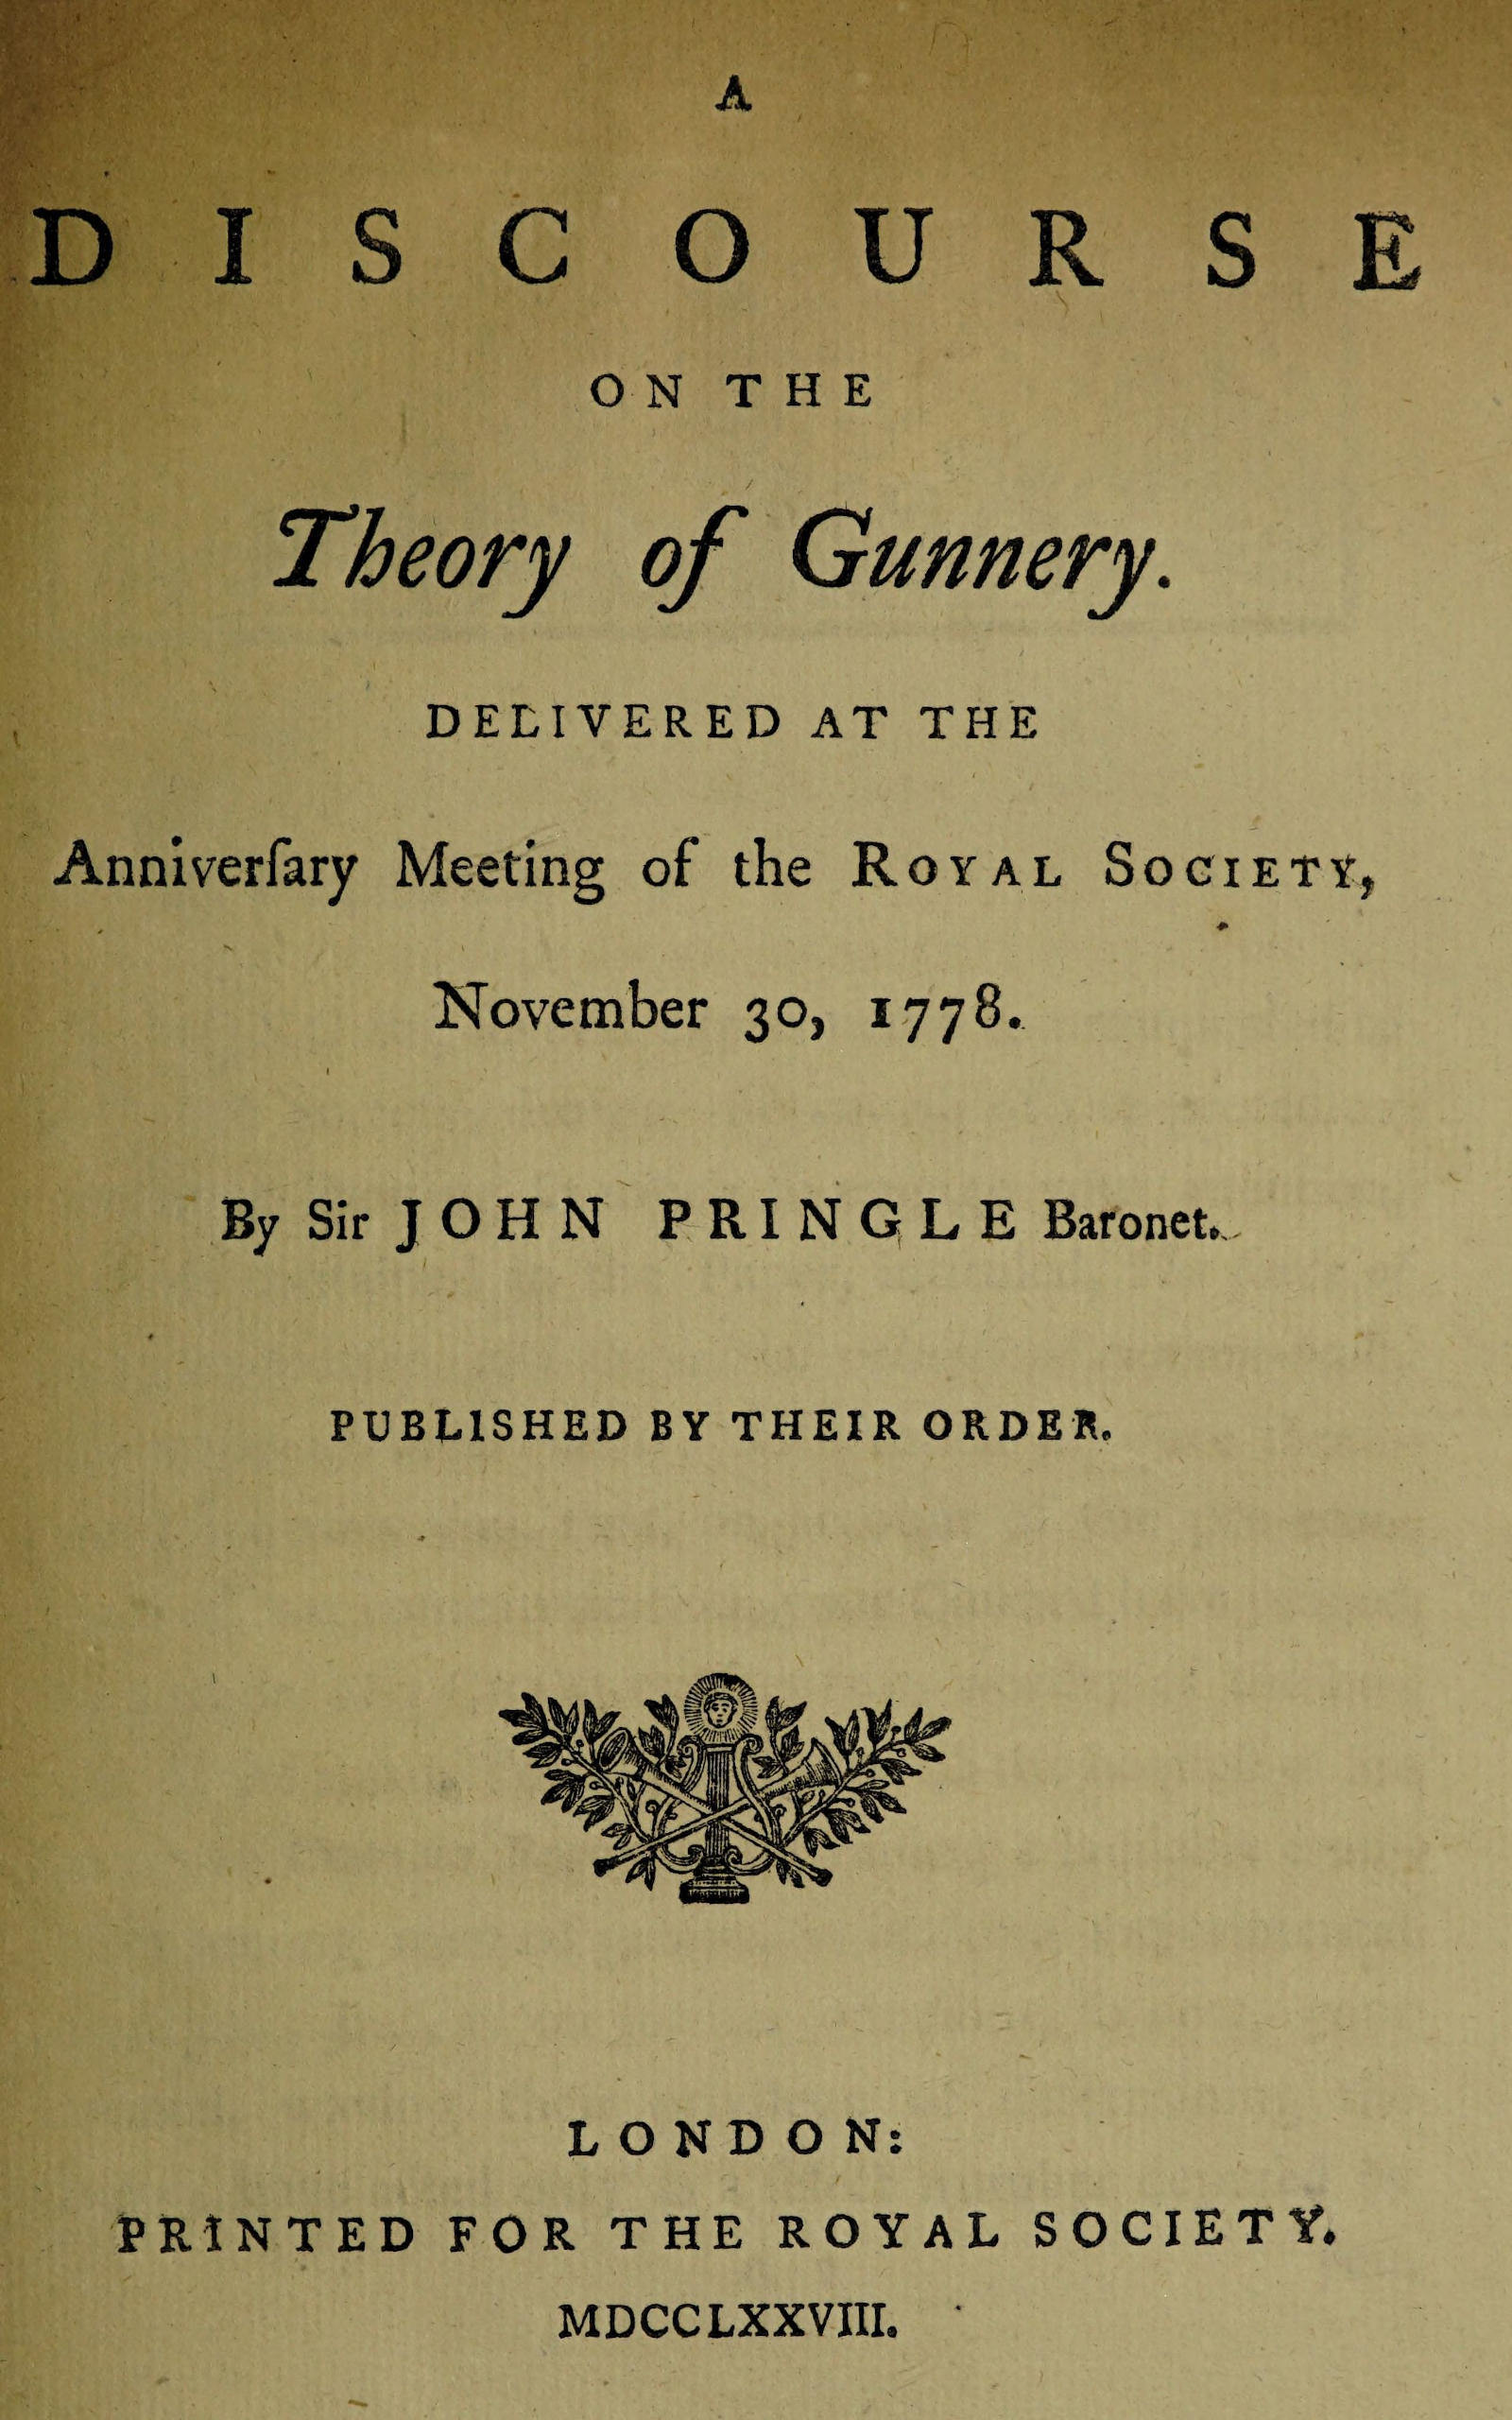 A
DISCOURSE
ON THE
Theory of Gunnery.
DELIVERED AT THE
Anniverſary Meeting of the ROYAL SOCIETY,
November 30, 1778.
By Sir JOHN PRINGLE Baronet.
PUBLISHED BY THEIR ORDER.
LONDON:
PRINTED FOR THE ROYAL SOCIETY.
MDCCLXXVIII.